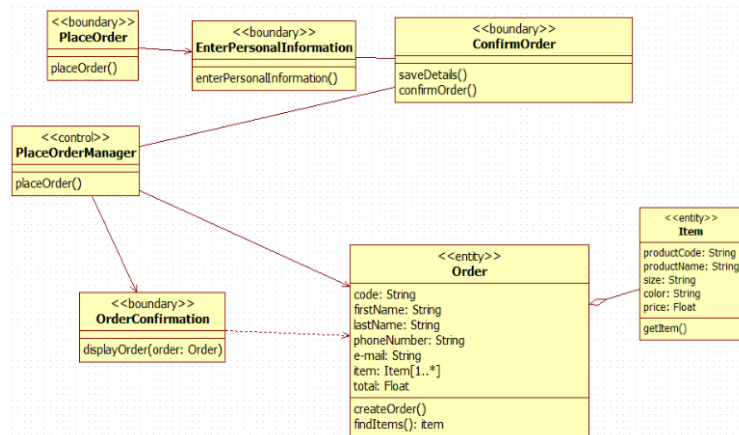 <<boundary>>
PlaceOrder
placeOrder()
<<boundary>>
EnterPersonalInformation
enterPersonalInformation()
<<boundary>>
ConfirmOrder
saveDetails()
confirmOrder()
<<control>>
PlaceOrderManager
placeOrder()
<<entity>>
Item
productCode: String
productName: String
size: String
color: String
price: Float
getItem()
<<entity>>
Order
code: String
firstName: String
lastName: String
phoneNumber: String
e-mail: String
item: Item[1..*]
total: Float
createOrder()
findItems(): item
<<boundary>>
OrderConfirmation
displayOrder(order: Order)